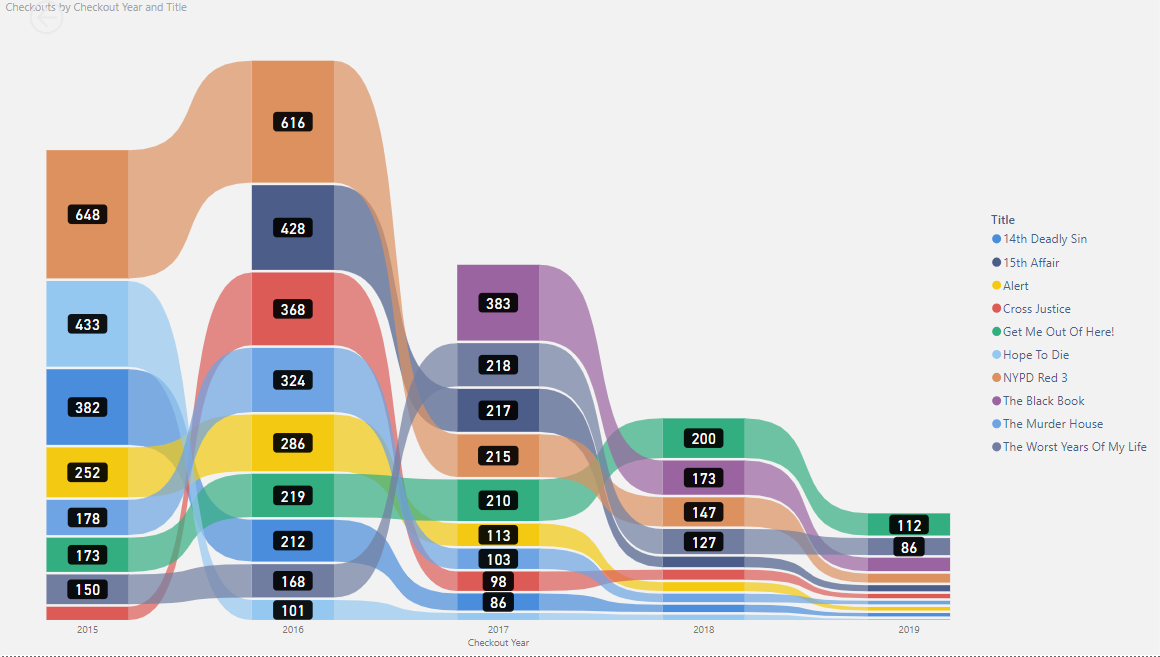 Checkouts by Checkout Year and Title
648
433
382
252
178
173
150
616
428
368
324
286
219
212
168
101
383
218
217
215
210
113
103
98
86
200
173
147
127
112
86
2015 2016 2017 2018 2019
Checkout Year
Title
14th Deadly Sin
15th Affair
Alert
Cross Justice
Get Me Out Of Here!
Hope To Die
NYPD Red 3
The Black Book
The Murder House
The Worst Years Of My Life